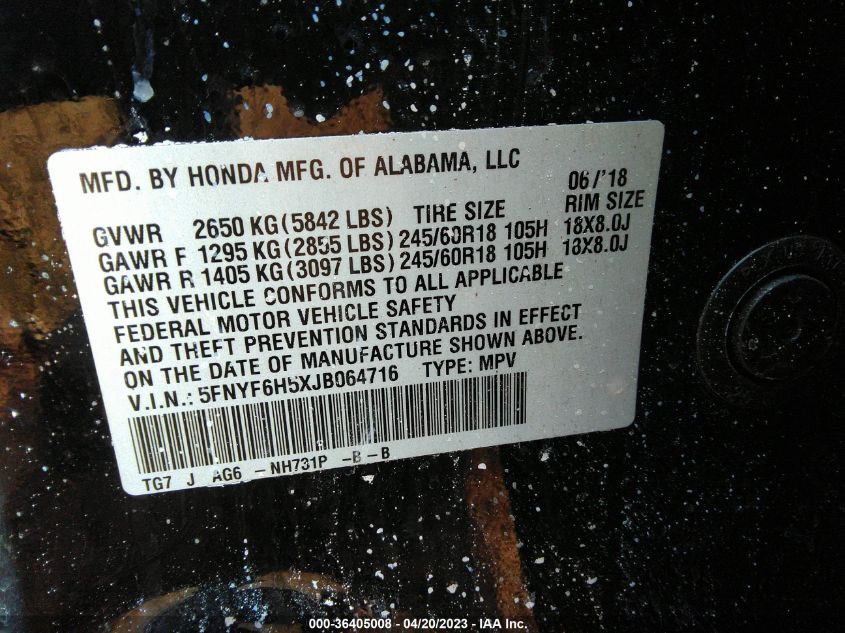 MFD. BY HONDA MFG. OF ALABAMA, LLC 06/'18
GVWR 2650 KG(5842 LBS) TIRE SIZE RIM SIZE
GAWR F 1295 KG(2855 LBS) 245/60R18 105H 18X8.0J
GAWR R 1405 KG(3097 LBS) 245/60R18 105H 18X8.0J
THIS VEHICLE CONFORMS TO ALL APPLICABLE
FEDERAL MOTOR VEHICLE SAFETY
AND THEFT PREVENTION STANDARDS IN EFFECT
ON THE DATE OF MANUFACTURE SHOWN ABOVE.
V.I.N.: 5FNYF6H5XJB064716 TYPE: MPV
TG7 J AG6 -NH731P -B-B
000-36405008 - 04/20/2023 - IAA Inc.